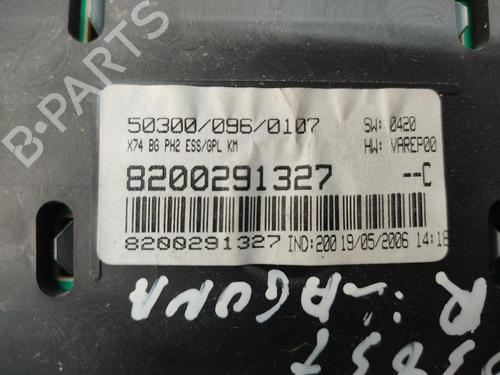 B-PARTS
50300/096/0107
SW: 0420
X74 BG PH2 ESS/GPL KM
HW: VAREP00
8200291327
--C
8200291327 IND:200 19/05/2006 14:18
R: LAGUNA